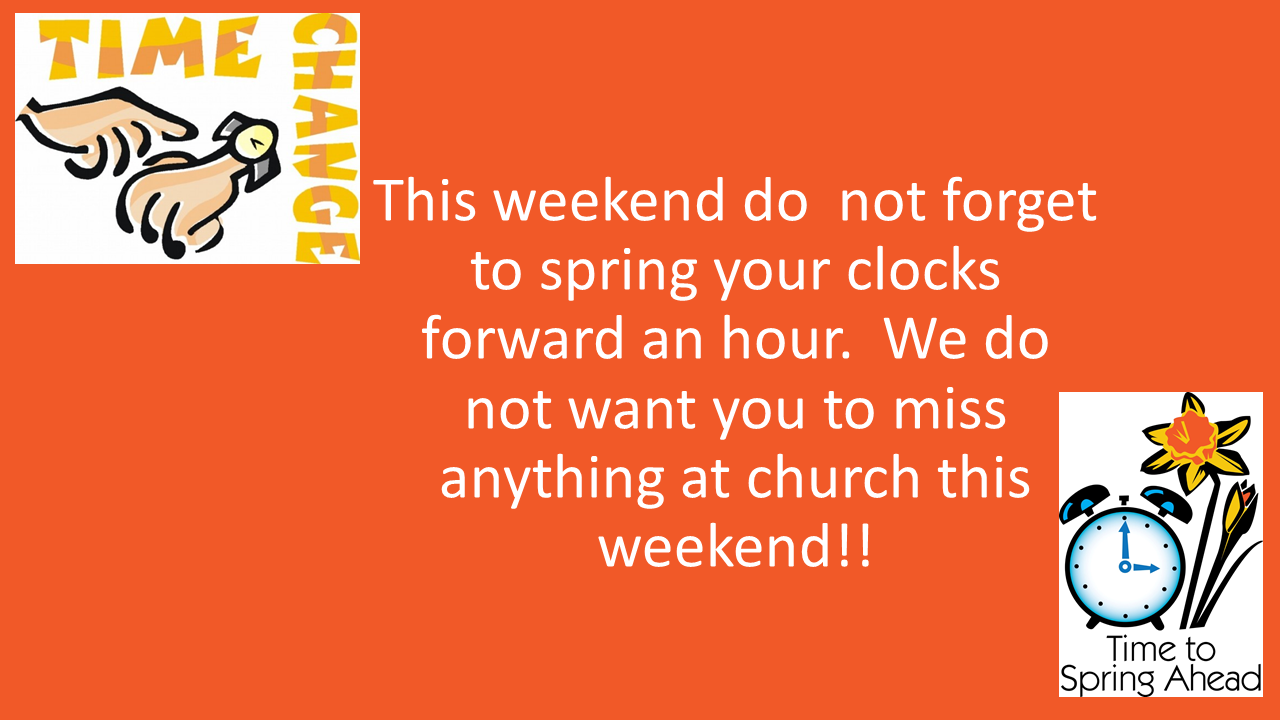 TIME
CHANGE
This weekend do  not forget
to spring your clocks
forward an hour.  We do
not want you to miss
anything at church this
weekend!!
Time to
Spring Ahead